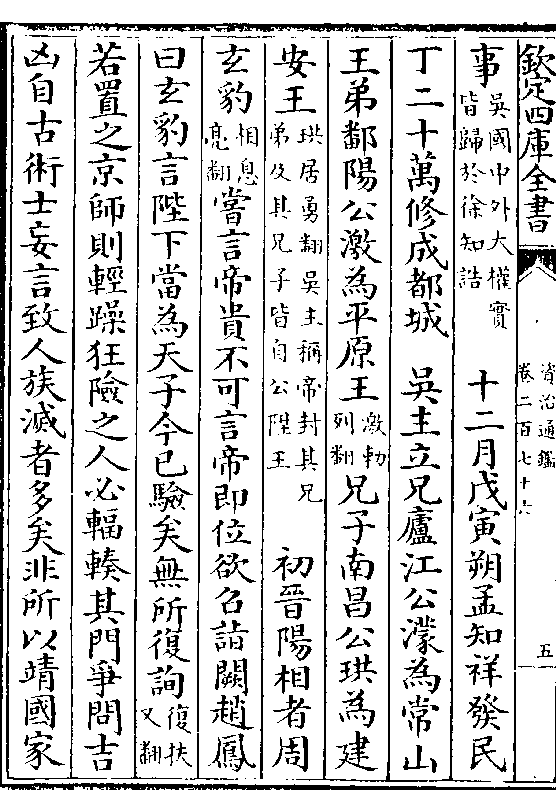 欽定四庫全書
資治通鑑
卷二百七十六
五
事吳國中外大權實皆歸於徐知誥　十二月戊寅朔孟知祥發民
丁二十萬修成都城　吳主立兄廬江公濛為常山
王弟鄱陽公澈為平原王澈勅列翻兄子南昌公珙為建
安王珙居勇翻吳主稱帝封其兄弟及其兄子皆自公陞王　初晉陽相者周
玄豹相息亮翻嘗言帝貴不可言帝即位欲召詣闕趙鳳
曰玄豹言陛下當為天子今已驗矣無所復詢復扶又翻
若置之京師則輕躁狂險之人必輻輳其門爭問吉
凶自古術士妄言致人族滅者多矣非所以靖國家